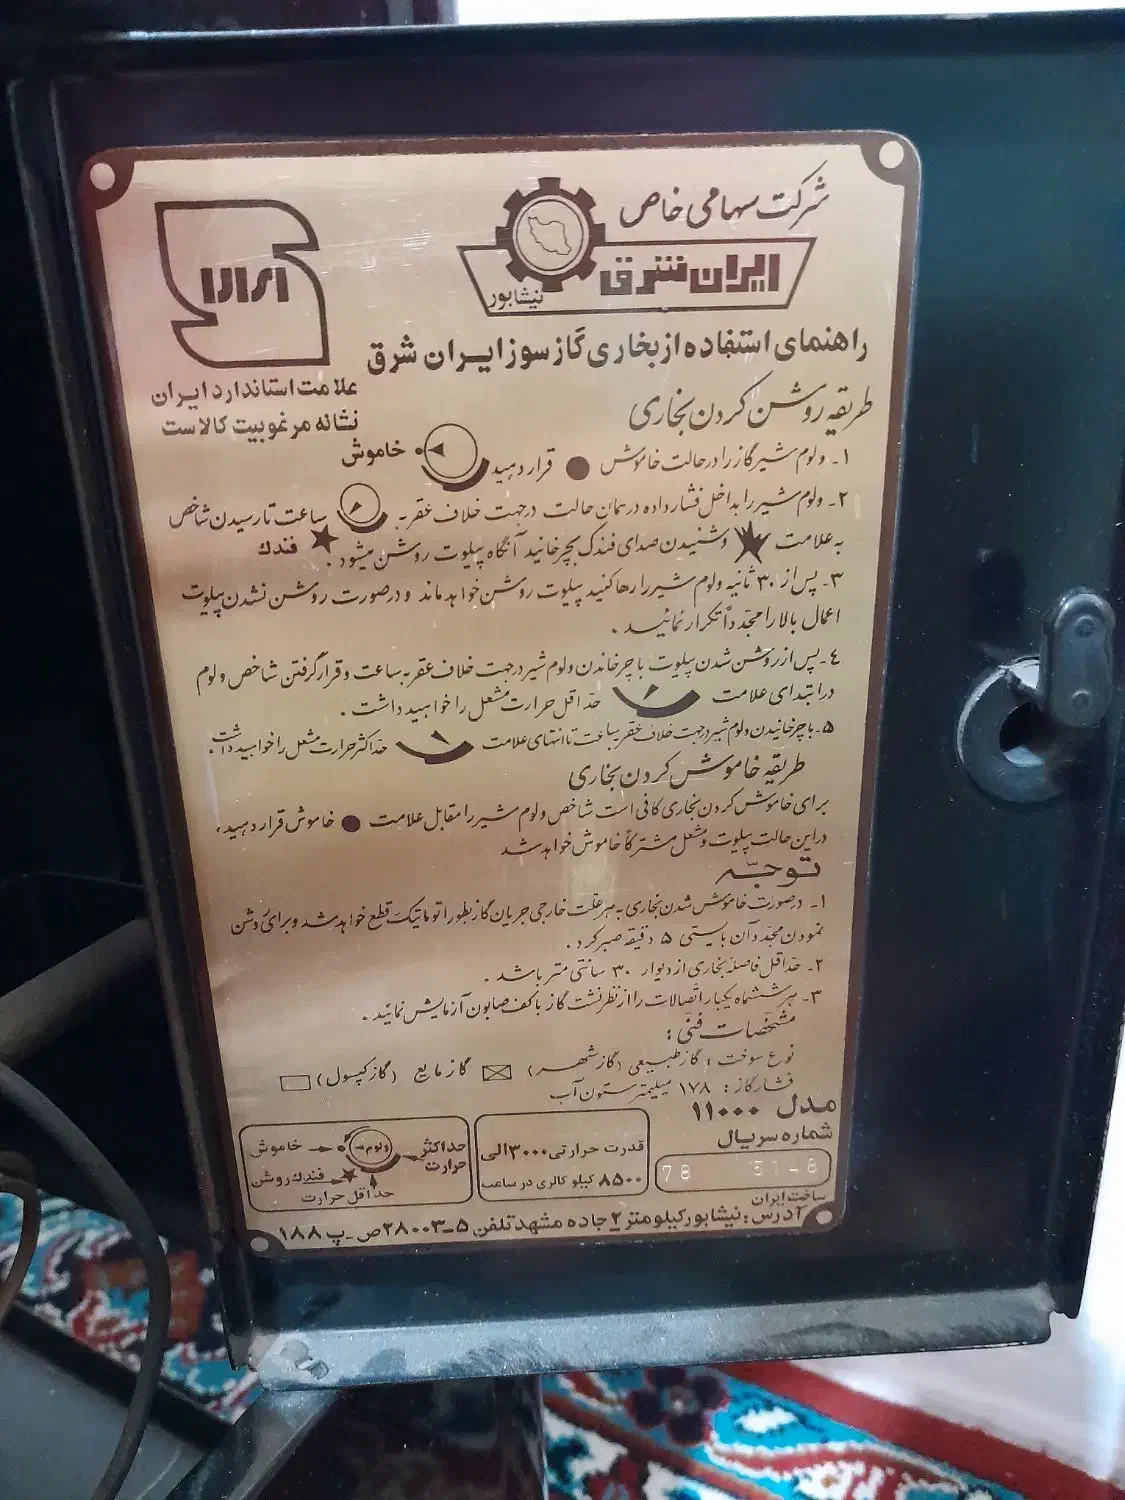 شرکت سهامی خاص
ایران شرق
نیشابور
علامت استاندارد ایران
نشانه مرغوبیت کالاست
راهنمای استفاده از بخاری گاز سوز ایران شرق
طریقه روشن کردن بخاری
۱- ولوم شیر گاز را در حالت خاموش ● قرار دهید خاموش
۲- ولوم شیر را بداخل فشار داده در همان حالت در جهت خلاف عقربه ساعت تا رسیدن شاخص
به علامت و شنیدن صدای فندک بچرخانید آنگاه پیلوت روشن میشود. ★ فندك
۳- پس از ۳۰ ثانیه ولوم شیر را رها کنید پیلوت روشن خواهد ماند و در صورت روشن نشدن پیلوت
اعمال بالا را مجدداً تکرار نمائید.
٤- پس از روشن شدن پیلوت با چرخاندن ولوم شیر در جهت خلاف عقربه ساعت و قرار گرفتن شاخص ولوم
در ابتدای علامت حداقل حرارت مشعل را خواهید داشت.
۵- با چرخانیدن ولوم شیر در جهت خلاف عقربه ساعت تا انتهای علامت حداکثر حرارت مشعل را خواهید داشت.
طریقه خاموش کردن بخاری
برای خاموش کردن بخاری کافی است شاخص ولوم شیر را مقابل علامت ● خاموش قرار دهید،
در این حالت پیلوت و مشعل مشترکاً خاموش خواهد شد
توجّه
۱- در صورت خاموش شدن بخاری به هر علت خارجی جریان گاز بطور اتوماتیک قطع خواهد شد و برای روشن
نمودن مجدد آن بایستی ۵ دقیقه صبر کرد.
۲- حداقل فاصله بخاری از دیوار ۳۰ سانتی متر باشد.
۳- هر ششماه یکبار اتصالات را از نظر نشت گاز با کف صابون آزمایش نمائید.
مشخصات فنی:
نوع سوخت: گاز طبیعی (گاز شهر) ☒ گاز مایع (گاز کپسول) ☐
فشار گاز: ۱۷۸ میلیمتر ستون آب
مدل ۱۱۰۰۰
شماره سریال
78 51-8
قدرت حرارتی ۳۰۰۰ الی
۸۵۰۰ کیلو کالری در ساعت
حداکثر حرارت
ولوم
خاموش
فندك روشن
حداقل حرارت
ساخت ایران
آدرس: نیشابور کیلومتر ۲ جاده مشهد تلفن ۵-۲۸۰۰۳ ص-پ ۱۸۸